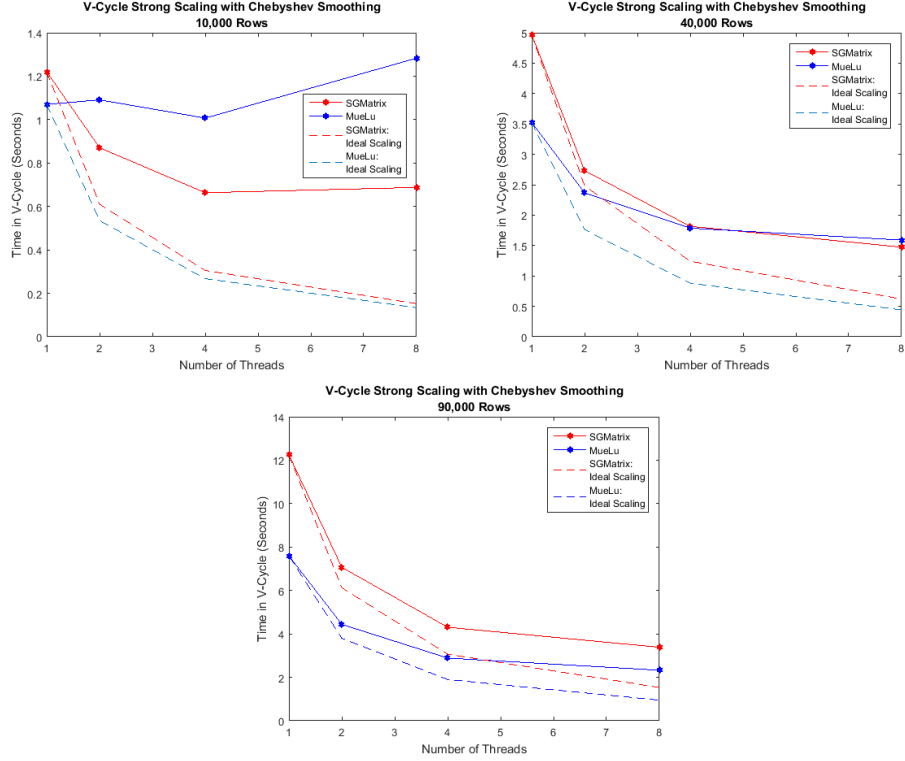 V-Cycle Strong Scaling with Chebyshev Smoothing
10,000 Rows
Time in V-Cycle (Seconds)
1.4
1.2
1
0.8
0.6
0.4
0.2
0
SGMatrix
MueLu
SGMatrix:
Ideal Scaling
MueLu:
Ideal Scaling
1 2 3 4 5 6 7 8
Number of Threads
V-Cycle Strong Scaling with Chebyshev Smoothing
40,000 Rows
Time in V-Cycle (Seconds)
5
4.5
4
3.5
3
2.5
2
1.5
1
0.5
0
SGMatrix
MueLu
SGMatrix:
Ideal Scaling
MueLu:
Ideal Scaling
1 2 3 4 5 6 7 8
Number of Threads
V-Cycle Strong Scaling with Chebyshev Smoothing
90,000 Rows
Time in V-Cycle (Seconds)
14
12
10
8
6
4
2
0
SGMatrix
MueLu
SGMatrix:
Ideal Scaling
MueLu:
Ideal Scaling
1 2 3 4 5 6 7 8
Number of Threads